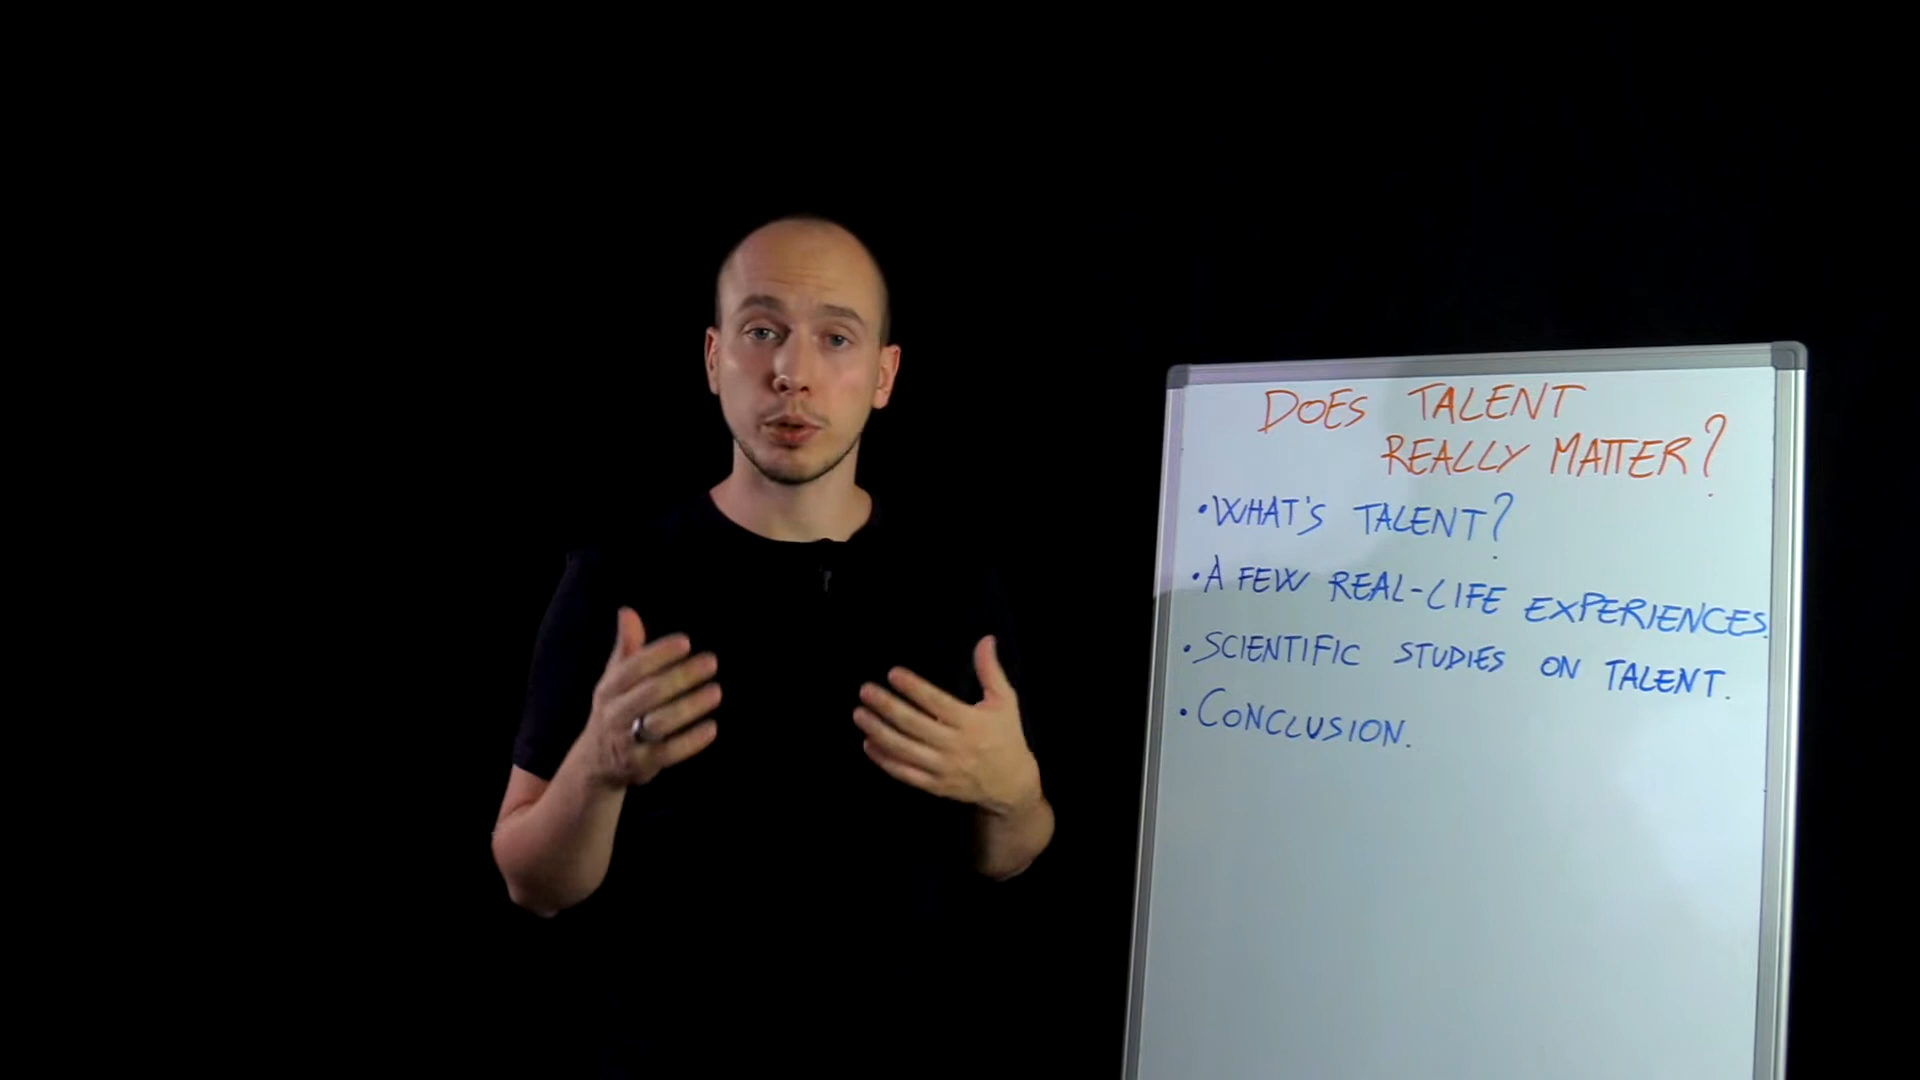 DOES TALENT
REALLY MATTER?
• WHAT'S TALENT?
• A FEW REAL-LIFE EXPERIENCES.
• SCIENTIFIC STUDIES ON TALENT.
• CONCLUSION.